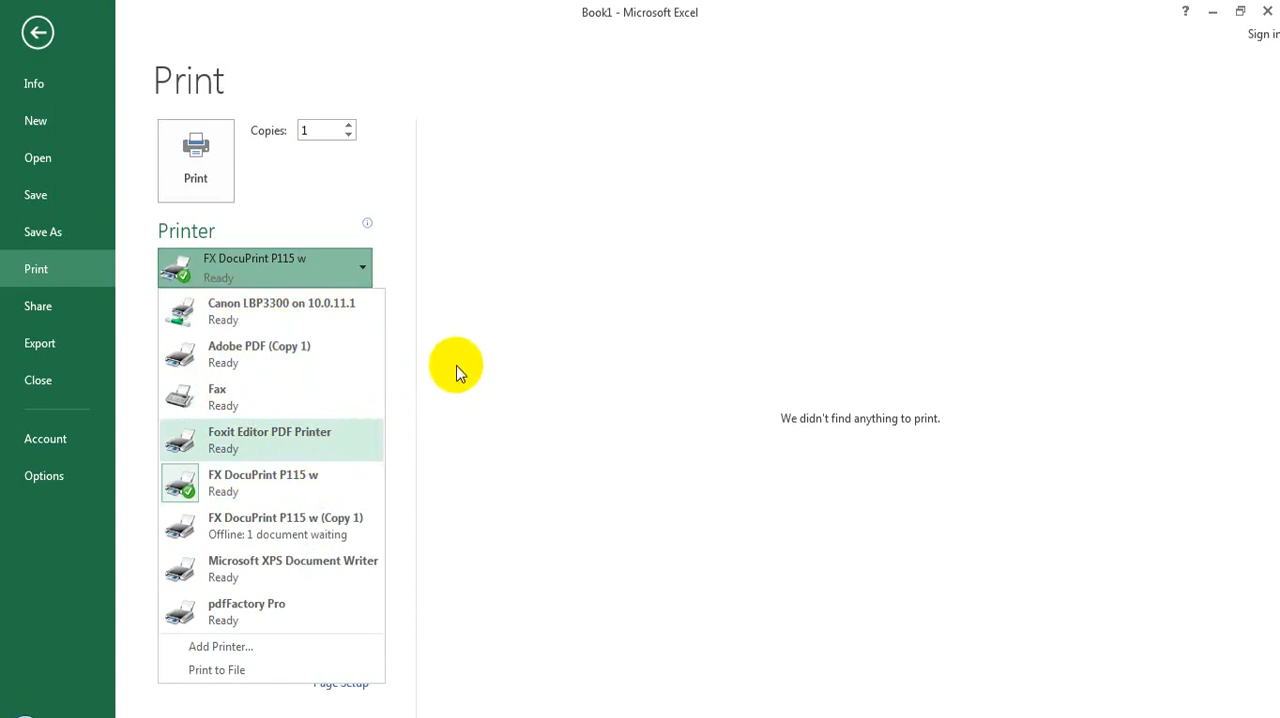 Book1 - Microsoft Excel
?
Sign in
Info
New
Open
Save
Save As
Print
Share
Export
Close
Account
Options
Print
Print
Copies:
1
Printer
FX DocuPrint P115 w
Ready
Canon LBP3300 on 10.0.11.1
Ready
Adobe PDF (Copy 1)
Ready
Fax
Ready
Foxit Editor PDF Printer
Ready
FX DocuPrint P115 w
Ready
FX DocuPrint P115 w (Copy 1)
Offline: 1 document waiting
Microsoft XPS Document Writer
Ready
pdfFactory Pro
Ready
Add Printer...
Print to File
Page Setup
We didn't find anything to print.